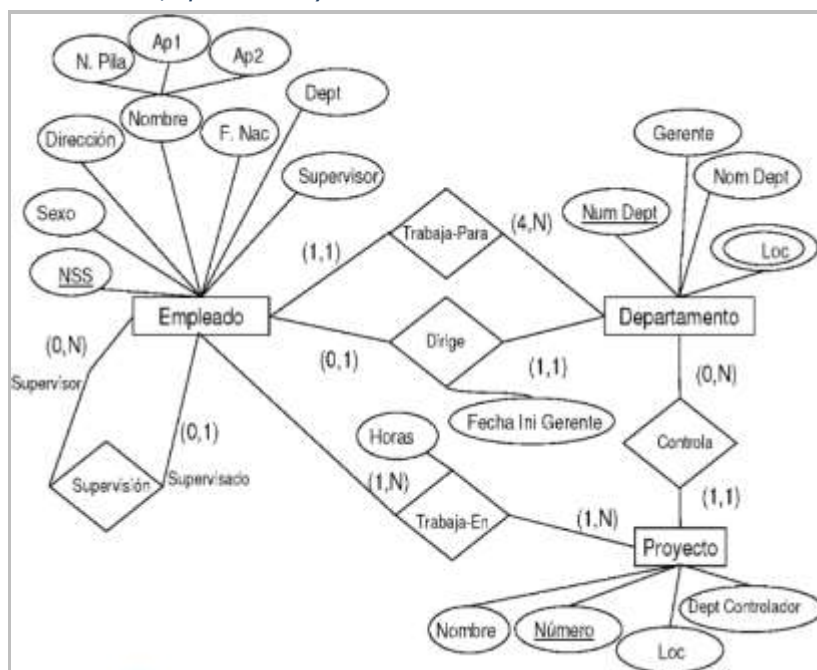 Ap1
N. Pila
Ap2
Dept
Nombre
Dirección
F. Nac
Gerente
Supervisor
Nom Dept
Sexo
Num Dept
Trabaja-Para
(4,N)
(1,1)
Loc
NSS
Empleado
Departamento
(0,N)
Dirige
(0,1)
(1,1)
Supervisor
(0,N)
Fecha Ini Gerente
(0,1)
Horas
Controla
Supervisión
Supervisado
(1,N)
(1,1)
Trabaja-En
(1,N)
Proyecto
Dept Controlador
Nombre
Número
Loc